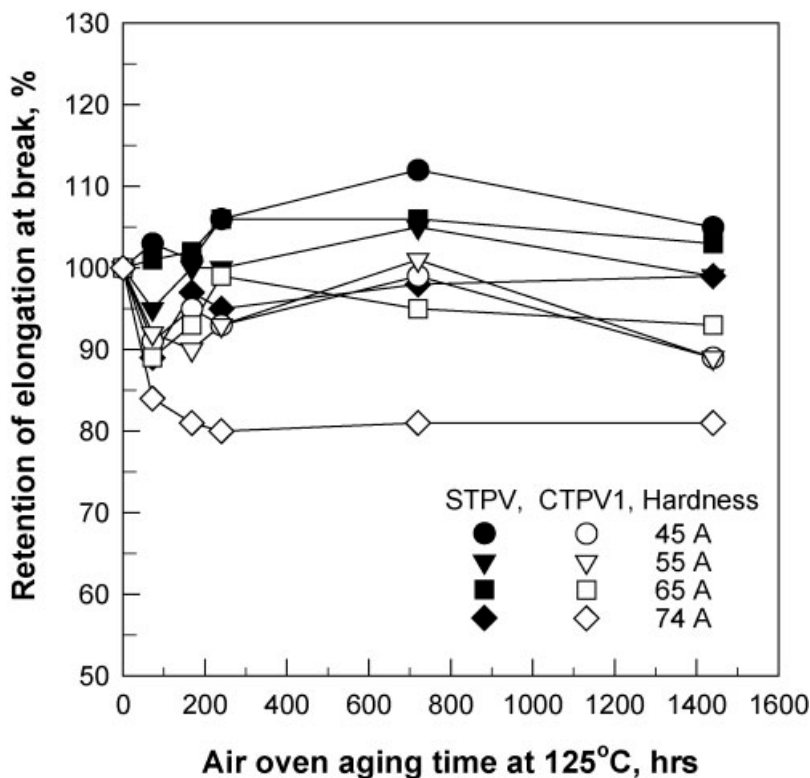 130
120
110
100
90
80
70
60
50
Retention of elongation at break, %
STPV, CTPV1, Hardness
45 A
55 A
65 A
74 A
0 200 400 600 800 1000 1200 1400 1600
Air oven aging time at 125°C, hrs